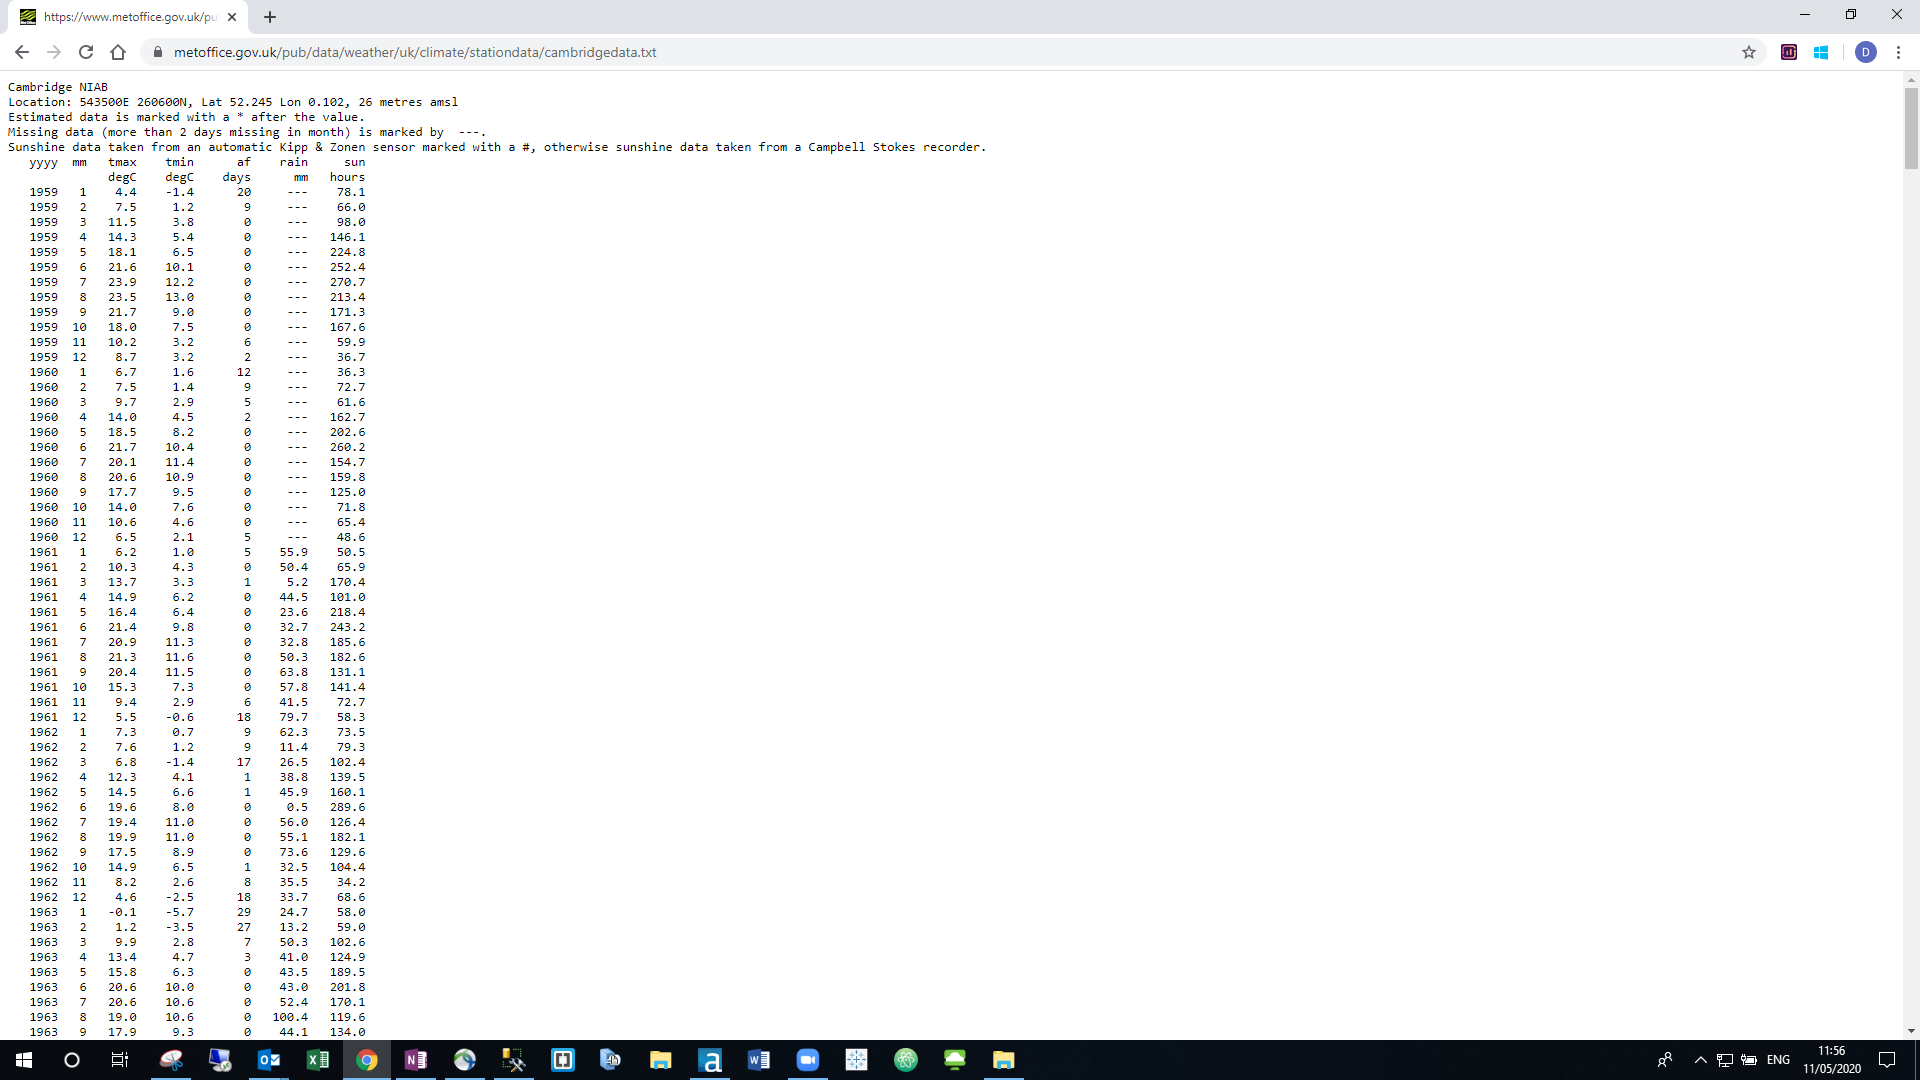 https://www.metoffice.gov.uk/pu
metoffice.gov.uk/pub/data/weather/uk/climate/stationdata/cambridgedata.txt
D
Cambridge NIAB
Location: 543500E 260600N, Lat 52.245 Lon 0.102, 26 metres amsl
Estimated data is marked with a * after the value.
Missing data (more than 2 days missing in month) is marked by  ---.
Sunshine data taken from an automatic Kipp & Zonen sensor marked with a #, otherwise sunshine data taken from a Campbell Stokes recorder.
yyyy  mm   tmax    tmin      af    rain     sun
degC    degC    days      mm   hours
1959   1    4.4    -1.4      20     ---    78.1
1959   2    7.5     1.2       9     ---    66.0
1959   3   11.5     3.8       0     ---    98.0
1959   4   14.3     5.4       0     ---   146.1
1959   5   18.1     6.5       0     ---   224.8
1959   6   21.6    10.1       0     ---   252.4
1959   7   23.9    12.2       0     ---   270.7
1959   8   23.5    13.0       0     ---   213.4
1959   9   21.7     9.0       0     ---   171.3
1959  10   18.0     7.5       0     ---   167.6
1959  11   10.2     3.2       6     ---    59.9
1959  12    8.7     3.2       2     ---    36.7
1960   1    6.7     1.6      12     ---    36.3
1960   2    7.5     1.4       9     ---    72.7
1960   3    9.7     2.9       5     ---    61.6
1960   4   14.0     4.5       2     ---   162.7
1960   5   18.5     8.2       0     ---   202.6
1960   6   21.7    10.4       0     ---   260.2
1960   7   20.1    11.4       0     ---   154.7
1960   8   20.6    10.9       0     ---   159.8
1960   9   17.7     9.5       0     ---   125.0
1960  10   14.0     7.6       0     ---    71.8
1960  11   10.6     4.6       0     ---    65.4
1960  12    6.5     2.1       5     ---    48.6
1961   1    6.2     1.0       5    55.9    50.5
1961   2   10.3     4.3       0    50.4    65.9
1961   3   13.7     3.3       1     5.2   170.4
1961   4   14.9     6.2       0    44.5   101.0
1961   5   16.4     6.4       0    23.6   218.4
1961   6   21.4     9.8       0    32.7   243.2
1961   7   20.9    11.3       0    32.8   185.6
1961   8   21.3    11.6       0    50.3   182.6
1961   9   20.4    11.5       0    63.8   131.1
1961  10   15.3     7.3       0    57.8   141.4
1961  11    9.4     2.9       6    41.5    72.7
1961  12    5.5    -0.6      18    79.7    58.3
1962   1    7.3     0.7       9    62.3    73.5
1962   2    7.6     1.2       9    11.4    79.3
1962   3    6.8    -1.4      17    26.5   102.4
1962   4   12.3     4.1       1    38.8   139.5
1962   5   14.5     6.6       1    45.9   160.1
1962   6   19.6     8.0       0     0.5   289.6
1962   7   19.4    11.0       0    56.0   126.4
1962   8   19.9    11.0       0    55.1   182.1
1962   9   17.5     8.9       0    73.6   129.6
1962  10   14.9     6.5       1    32.5   104.4
1962  11    8.2     2.6       8    35.5    34.2
1962  12    4.6    -2.5      18    33.7    68.6
1963   1   -0.1    -5.7      29    24.7    58.0
1963   2    1.2    -3.5      27    13.2    59.0
1963   3    9.9     2.8       7    50.3   102.6
1963   4   13.4     4.7       3    41.0   124.9
1963   5   15.8     6.3       0    43.5   189.5
1963   6   20.6    10.0       0    43.0   201.8
1963   7   20.6    10.6       0    52.4   170.1
1963   8   19.0    10.6       0   100.4   119.6
1963   9   17.9     9.3       0    44.1   134.0
ENG
11:56
11/05/2020